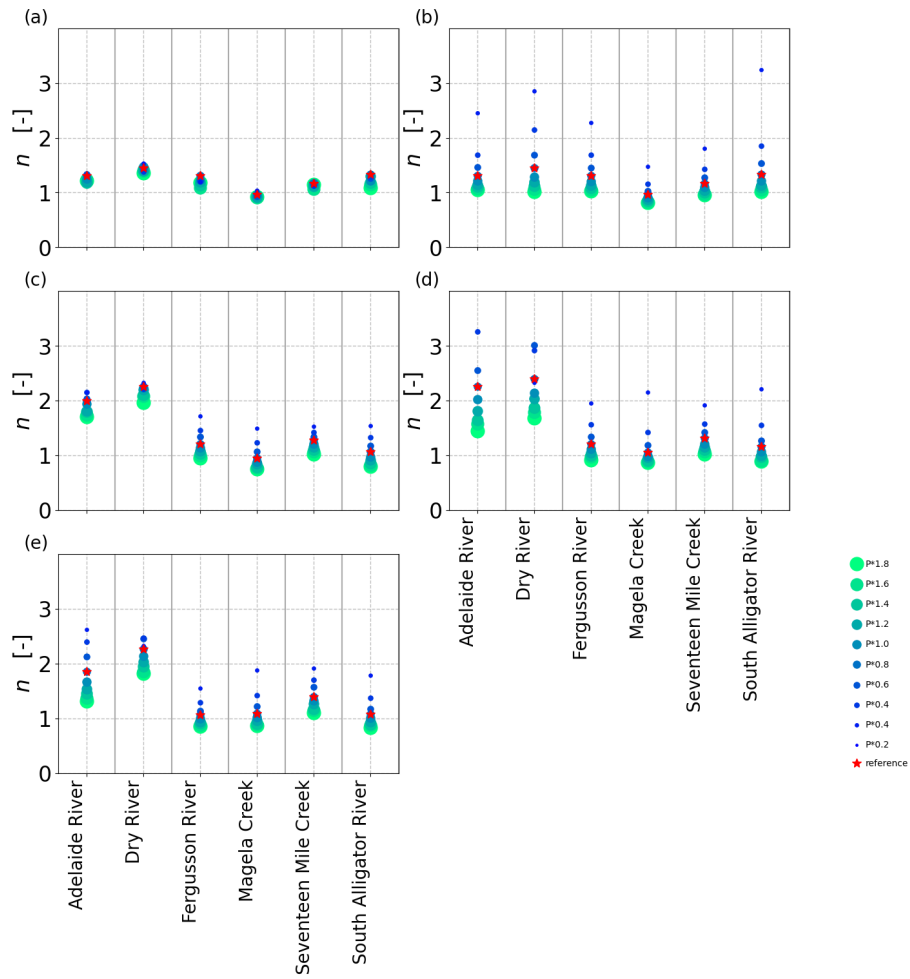 (a)
(b)
3
2
1
0
n [-]
3
2
1
0
n [-]
(c)
(d)
3
2
1
0
n [-]
3
2
1
0
n [-]
Adelaide River
Dry River
Fergusson River
Magela Creek
Seventeen Mile Creek
South Alligator River
(e)
3
2
1
0
n [-]
Adelaide River
Dry River
Fergusson River
Magela Creek
Seventeen Mile Creek
South Alligator River
P*1.8
P*1.6
P*1.4
P*1.2
P*1.0
P*0.8
P*0.6
P*0.4
P*0.4
P*0.2
reference